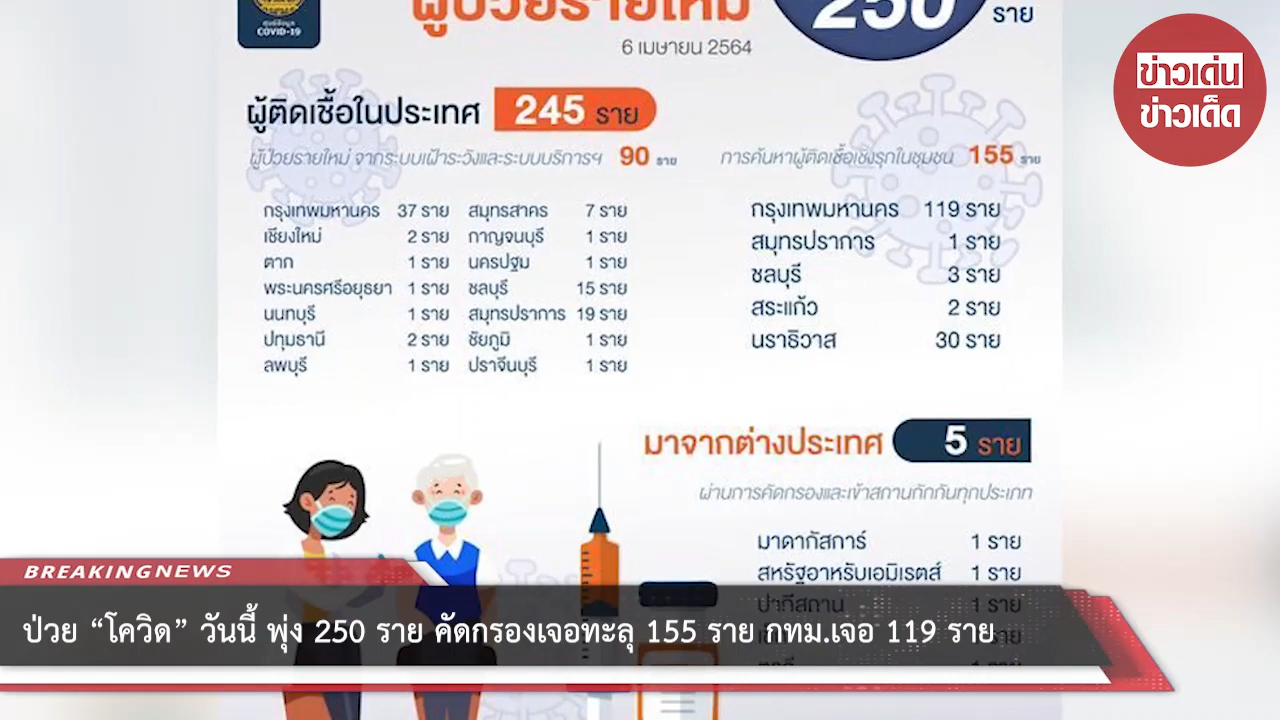 ศูนย์ข้อมูล
COVID-19
ผู้ป่วยรายใหม่ 250 ราย
6 เมษายน 2564
ข่าวเด่น
ข่าวเด็ด
ผู้ติดเชื้อในประเทศ 245 ราย
ผู้ป่วยรายใหม่ จากระบบเฝ้าระวังและระบบบริการฯ 90 ราย
กรุงเทพมหานคร 37 ราย สมุทรสาคร 7 ราย
เชียงใหม่ 2 ราย กาญจนบุรี 1 ราย
ตาก 1 ราย นครปฐม 1 ราย
พระนครศรีอยุธยา 1 ราย ชลบุรี 15 ราย
นนทบุรี 1 ราย สมุทรปราการ 19 ราย
ปทุมธานี 2 ราย ชัยภูมิ 1 ราย
ลพบุรี 1 ราย ปราจีนบุรี 1 ราย
การค้นหาผู้ติดเชื้อเชิงรุกในชุมชน 155 ราย
กรุงเทพมหานคร 119 ราย
สมุทรปราการ 1 ราย
ชลบุรี 3 ราย
สระแก้ว 2 ราย
นราธิวาส 30 ราย
มาจากต่างประเทศ 5 ราย
ผ่านการคัดกรองและเข้าสถานกักกันทุกประเภท
มาดากัสการ์ 1 ราย
สหรัฐอาหรับเอมิเรตส์ 1 ราย
ปากีสถาน 1 ราย
BREAKINGNEWS
ป่วย “โควิด” วันนี้ พุ่ง 250 ราย คัดกรองเจอทะลุ 155 ราย กทม.เจอ 119 ราย